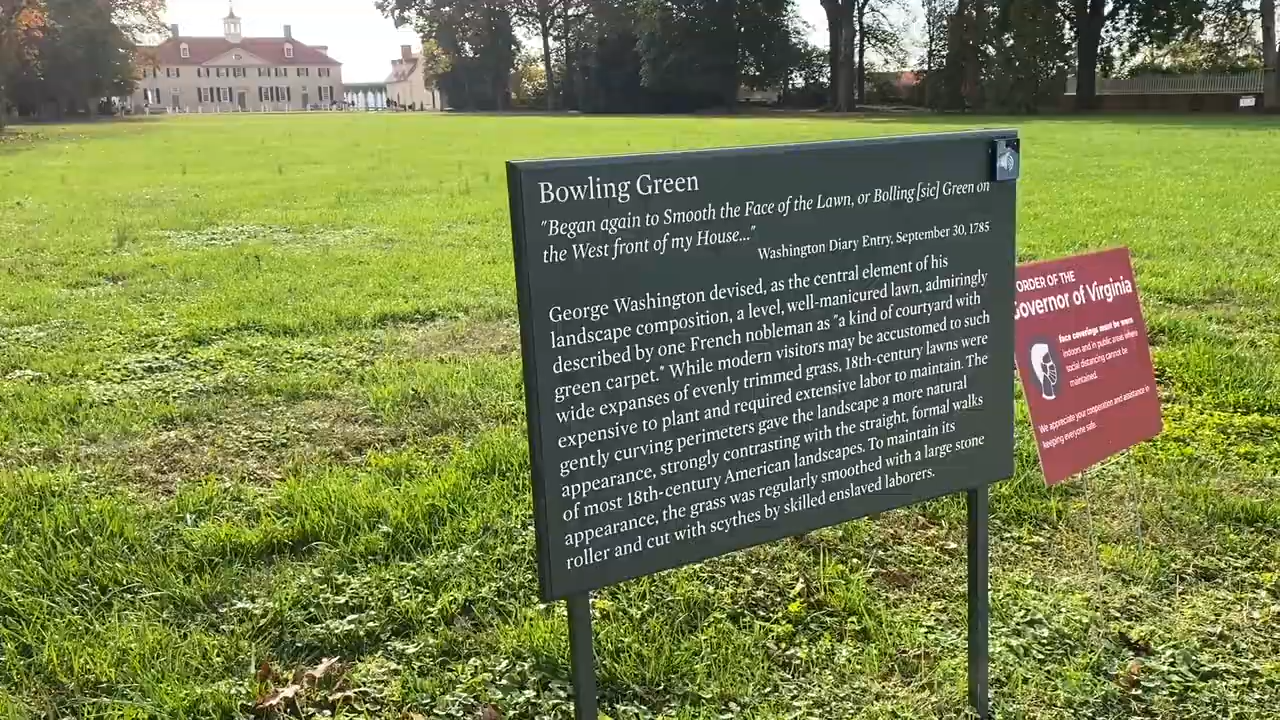 Bowling Green
"Began again to Smooth the Face of the Lawn, or Bolling [sic] Green on
the West front of my House..."
Washington Diary Entry, September 30, 1785
George Washington devised, as the central element of his
landscape composition, a level, well-manicured lawn, admiringly
described by one French nobleman as "a kind of courtyard with
green carpet." While modern visitors may be accustomed to such
wide expanses of evenly trimmed grass, 18th-century lawns were
expensive to plant and required extensive labor to maintain. The
gently curving perimeters gave the landscape a more natural
appearance, strongly contrasting with the straight, formal walks
of most 18th-century American landscapes. To maintain its
appearance, the grass was regularly smoothed with a large stone
roller and cut with scythes by skilled enslaved laborers.
ORDER OF THE
Governor of Virginia
face coverings must be worn
indoors and in public areas where
social distancing cannot be
maintained.
We appreciate your cooperation and assistance in
keeping everyone safe.